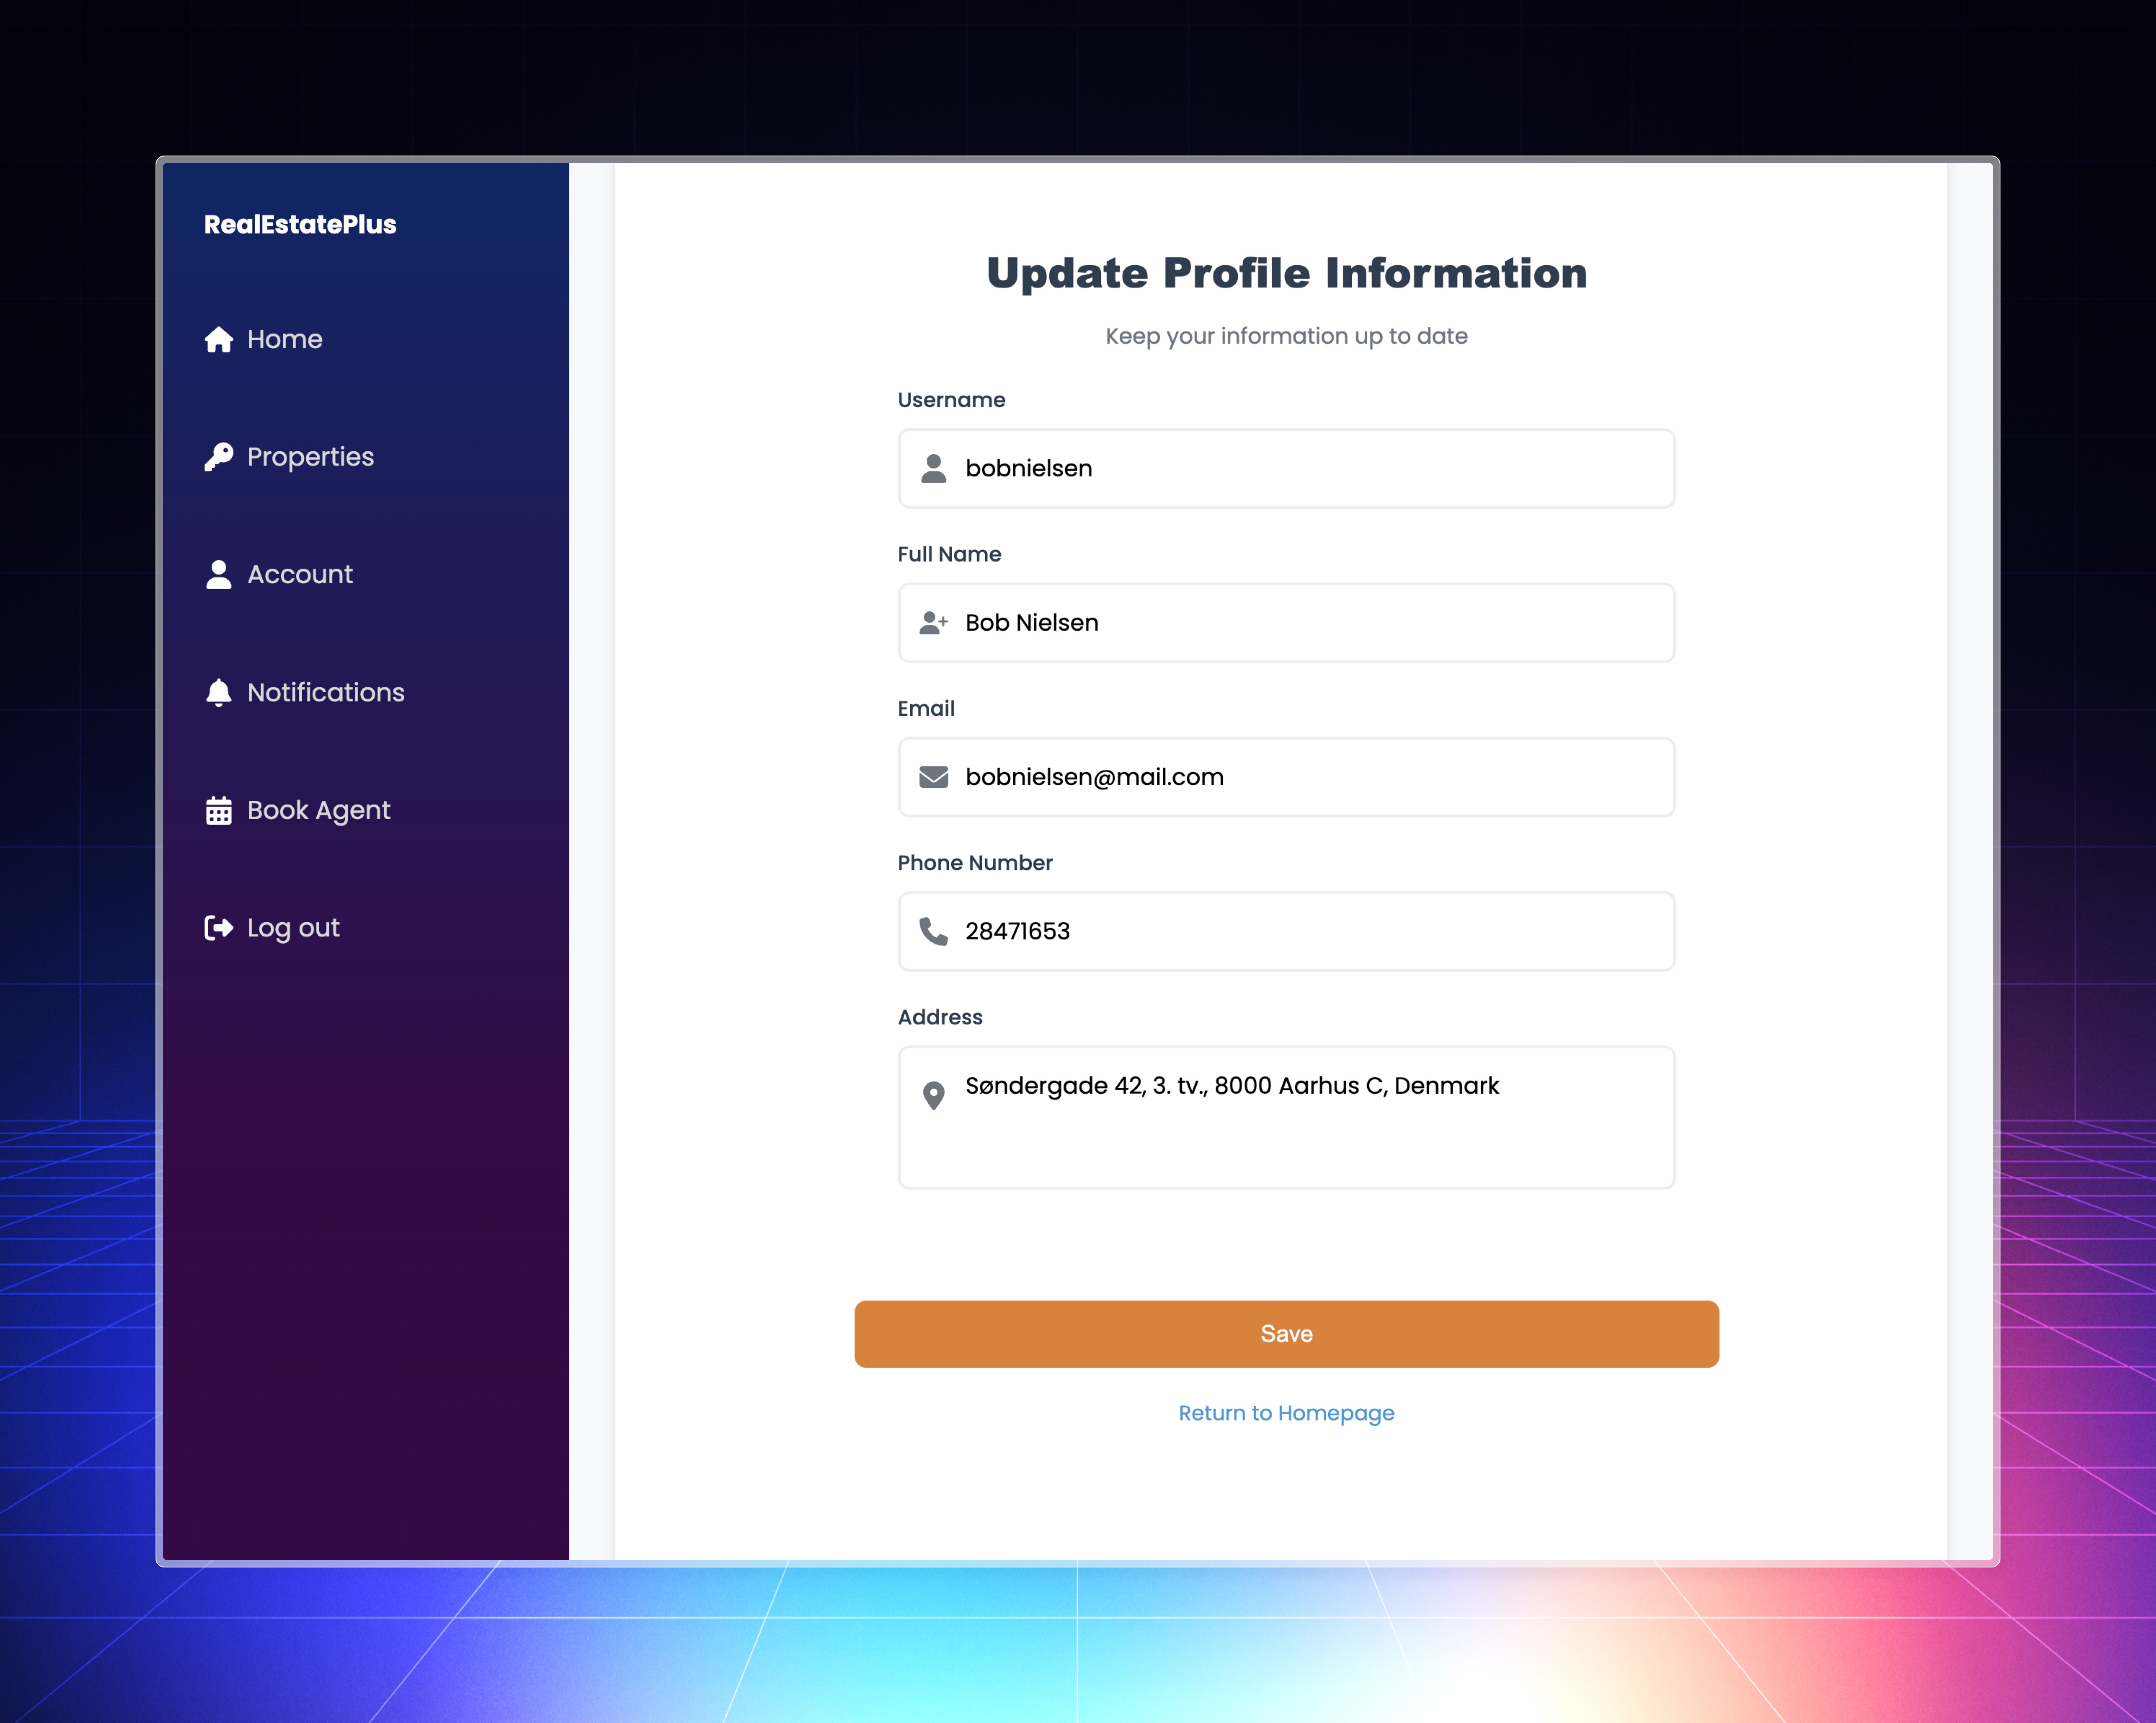 RealEstatePlus
Home
Properties
Account
Notifications
Book Agent
Log out
Update Profile Information
Keep your information up to date
Username
bobnielsen
Full Name
Bob Nielsen
Email
bobnielsen@mail.com
Phone Number
28471653
Address
Søndergade 42, 3. tv., 8000 Aarhus C, Denmark
Save
Return to Homepage